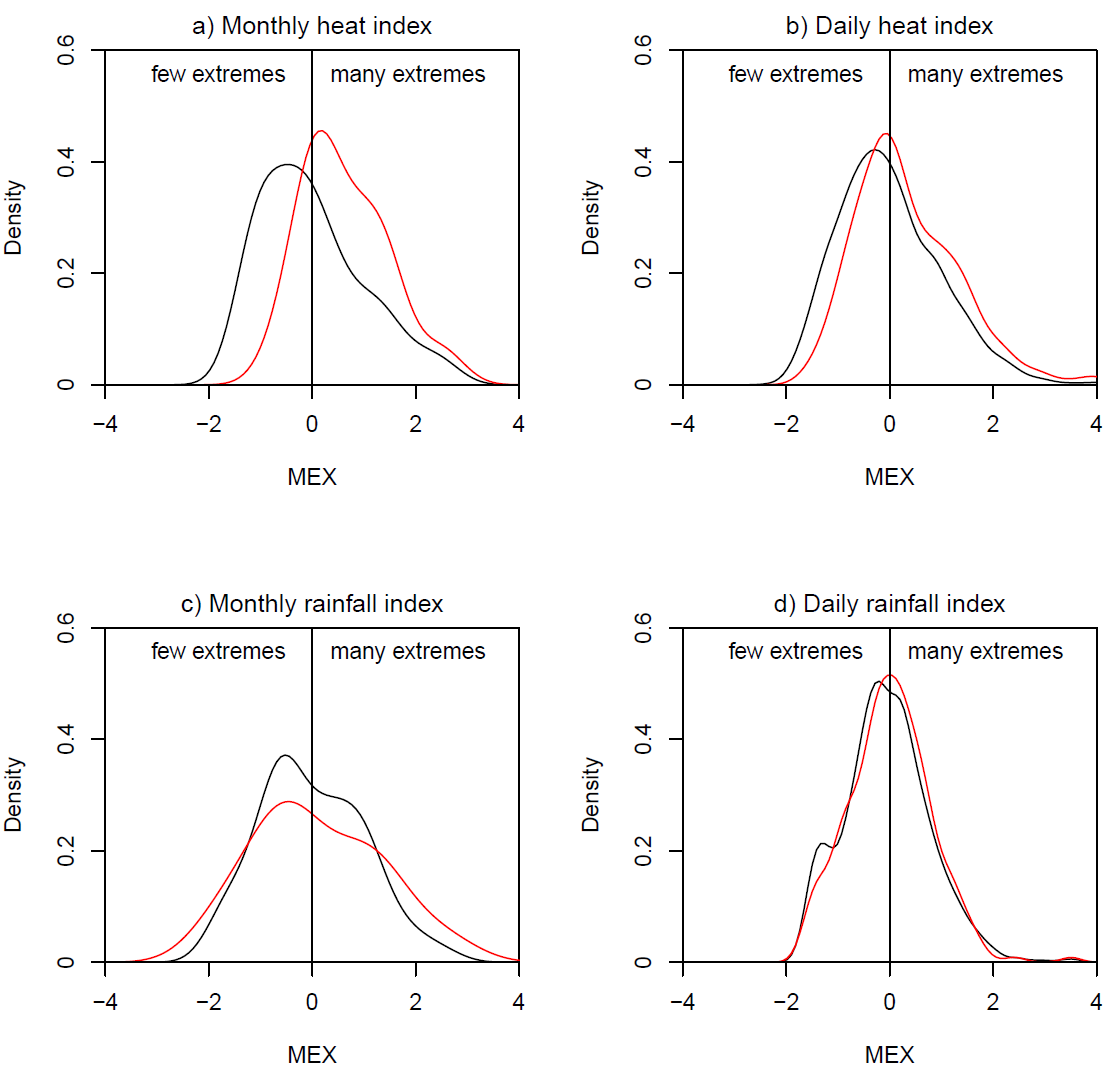 a) Monthly heat index
few extremes many extremes
0.6
0.4
0.2
0
Density
−4 −2 0 2 4
MEX
b) Daily heat index
few extremes many extremes
0.6
0.4
0.2
0
Density
−4 −2 0 2 4
MEX
c) Monthly rainfall index
few extremes many extremes
0.6
0.4
0.2
0
Density
−4 −2 0 2 4
MEX
d) Daily rainfall index
few extremes many extremes
0.6
0.4
0.2
0
Density
−4 −2 0 2 4
MEX